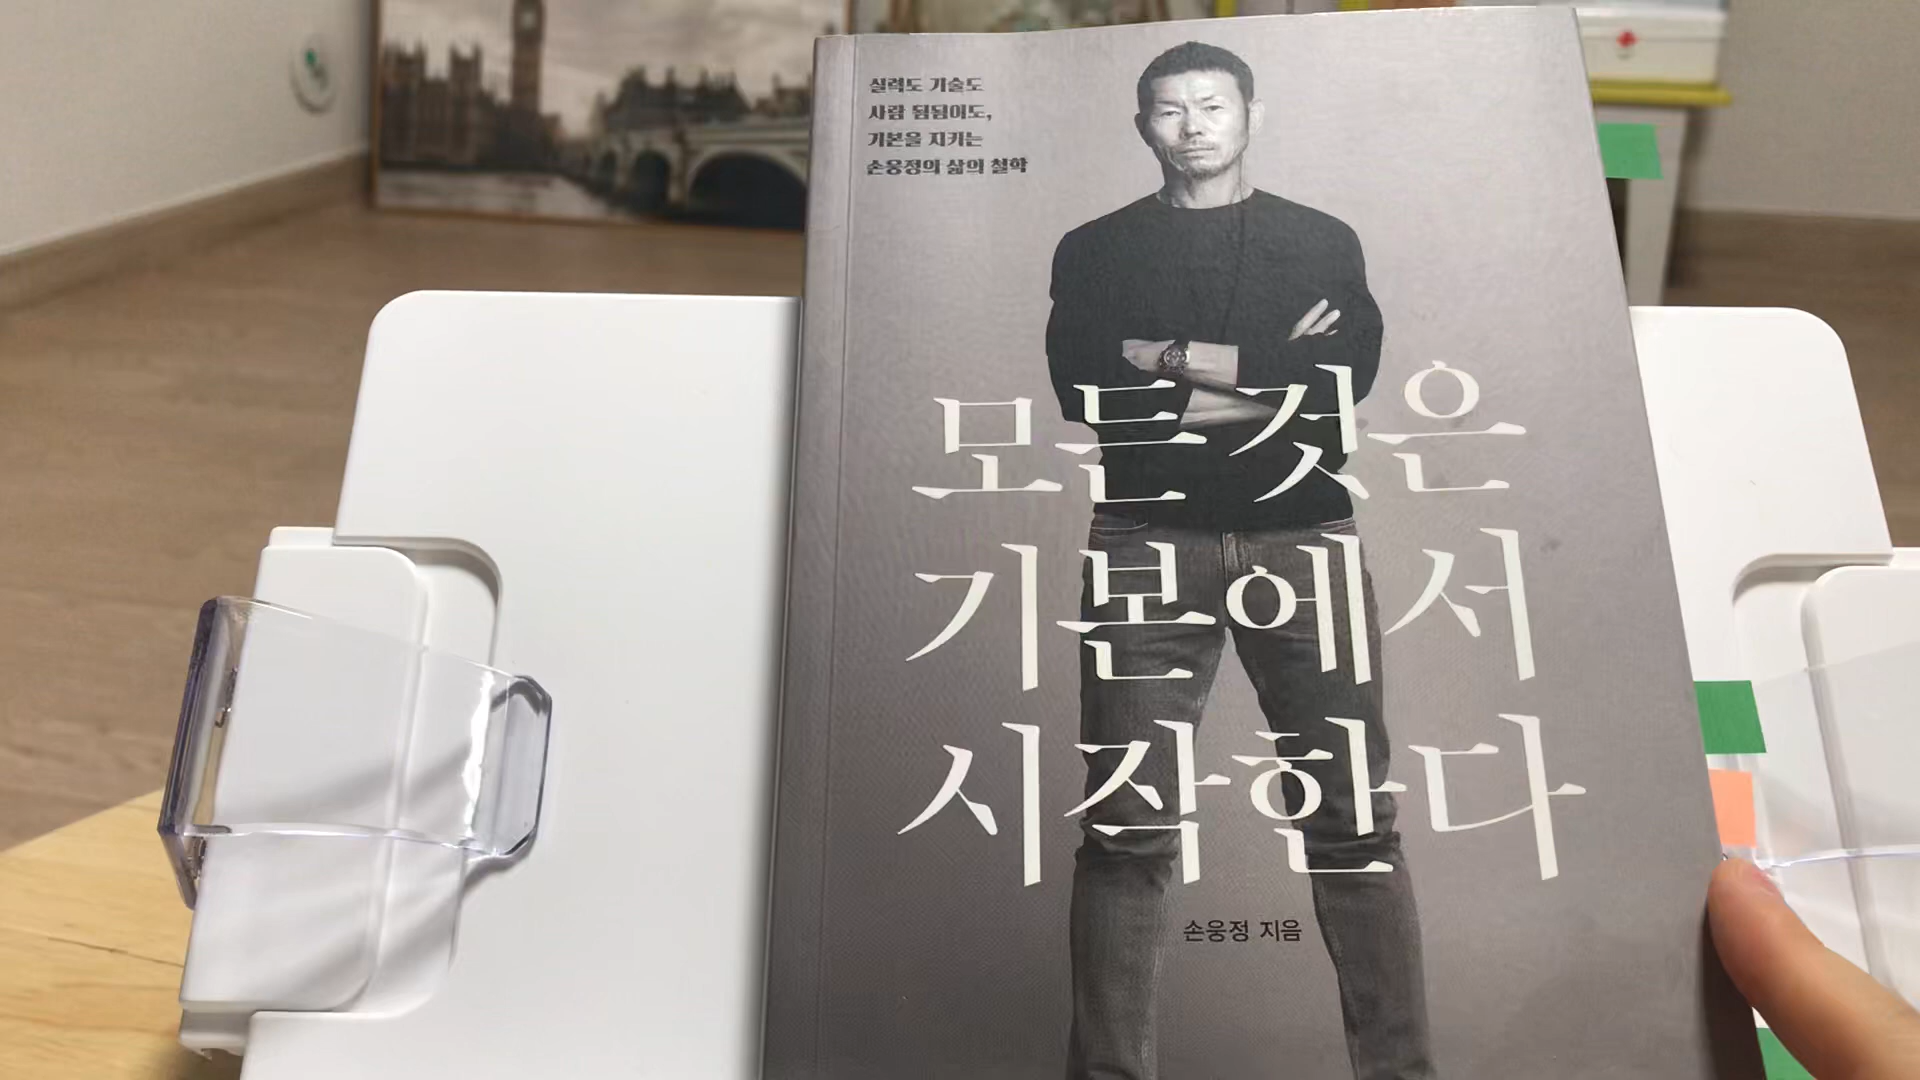 실력도 기술도
사람 됨됨이도,
기본을 지키는
손웅정의 삶의 철학
모든 것은
기본에서
시작한다
손웅정 지음